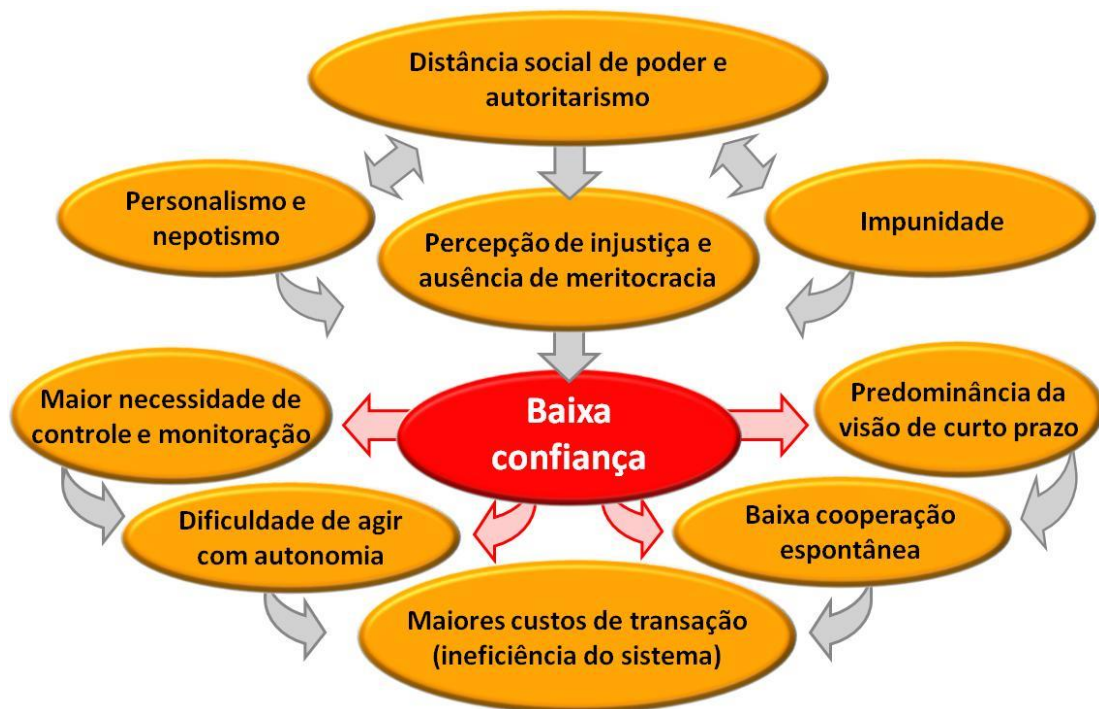 Distância social de poder e
autoritarismo
Personalismo e
nepotismo
Percepção de injustiça e
ausência de meritocracia
Impunidade
Maior necessidade de
controle e monitoração
Baixa
confiança
Predominância da
visão de curto prazo
Dificuldade de agir
com autonomia
Baixa cooperação
espontânea
Maiores custos de transação
(ineficiência do sistema)